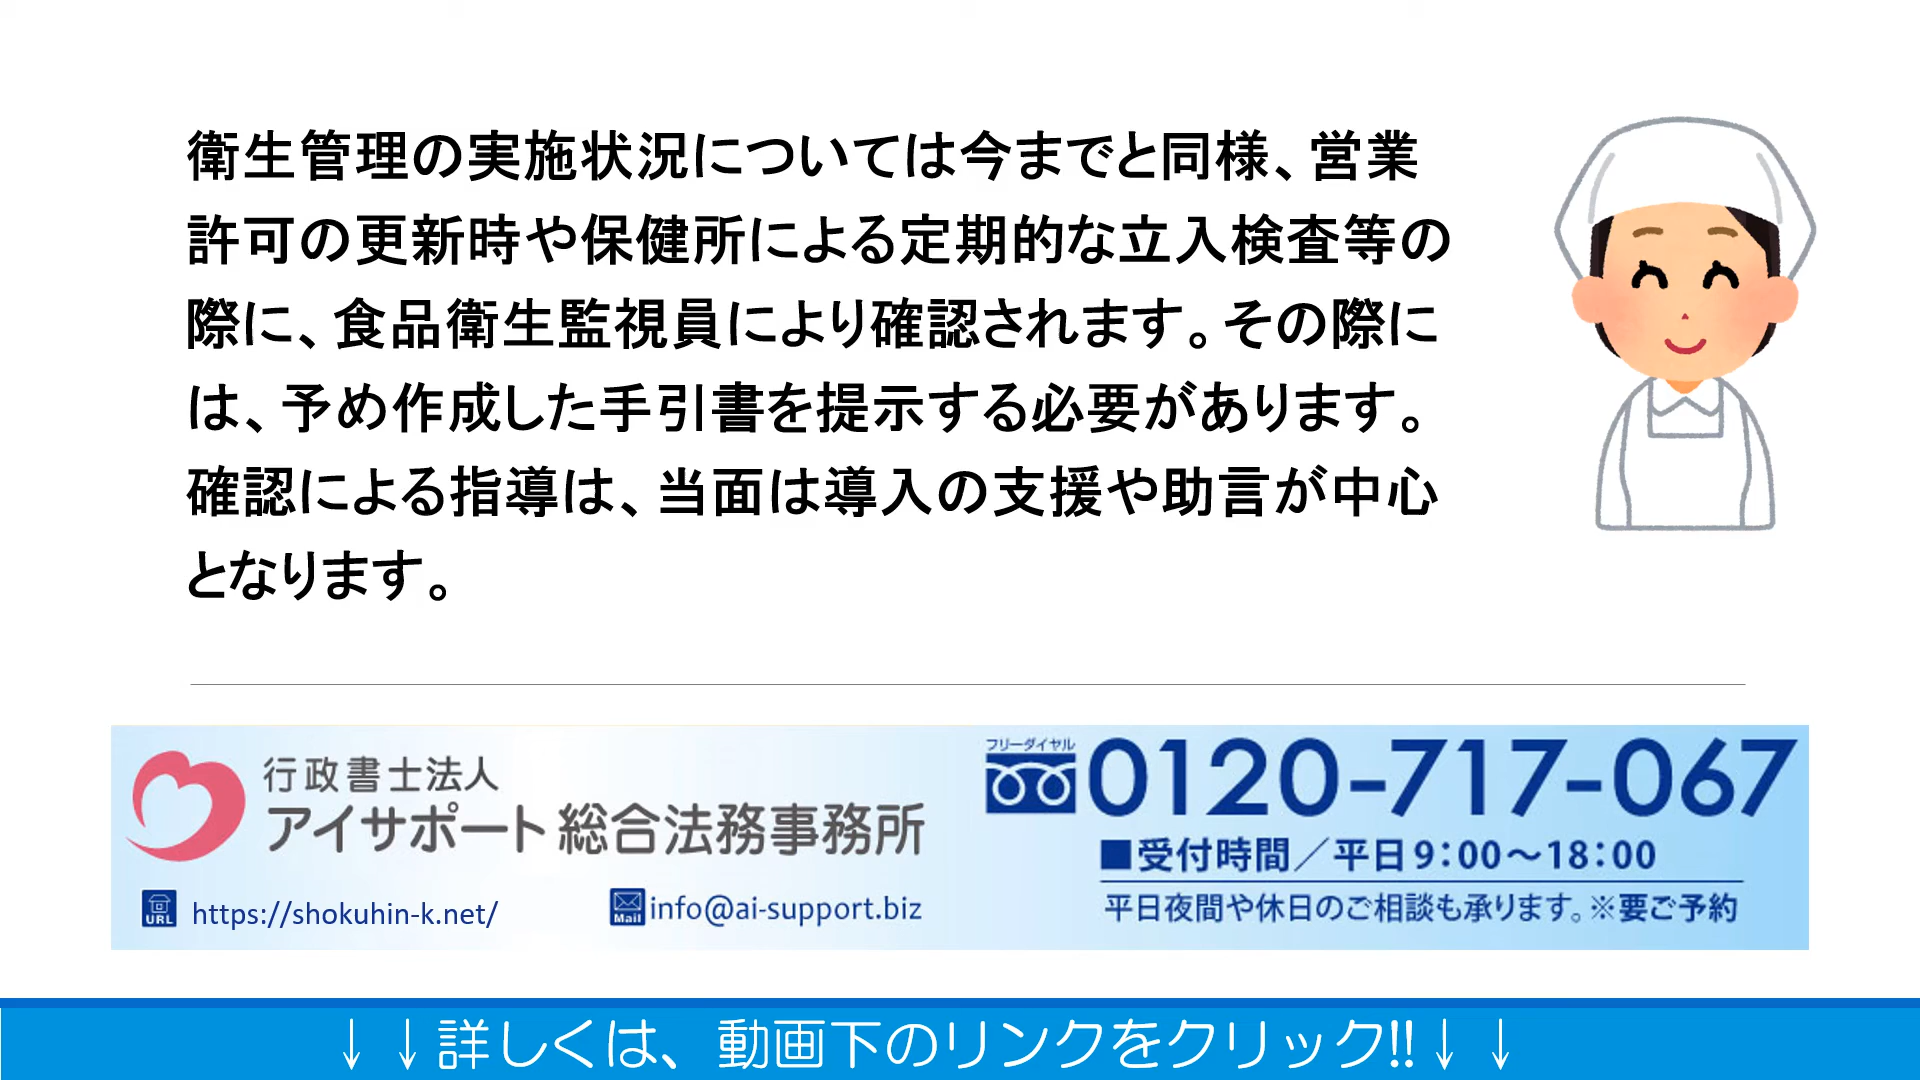 衛生管理の実施状況については今までと同様、営業
許可の更新時や保健所による定期的な立入検査等の
際に、食品衛生監視員により確認されます。その際に
は、予め作成した手引書を提示する必要があります。
確認による指導は、当面は導入の支援や助言が中心
となります。
行政書士法人
アイサポート総合法務事務所
URL https://shokuhin-k.net/
Mail info@ai-support.biz
フリーダイヤル
0120-717-067
■受付時間／平日9：00～18：00
平日夜間や休日のご相談も承ります。※要ご予約
↓↓詳しくは、動画下のリンクをクリック!!↓↓